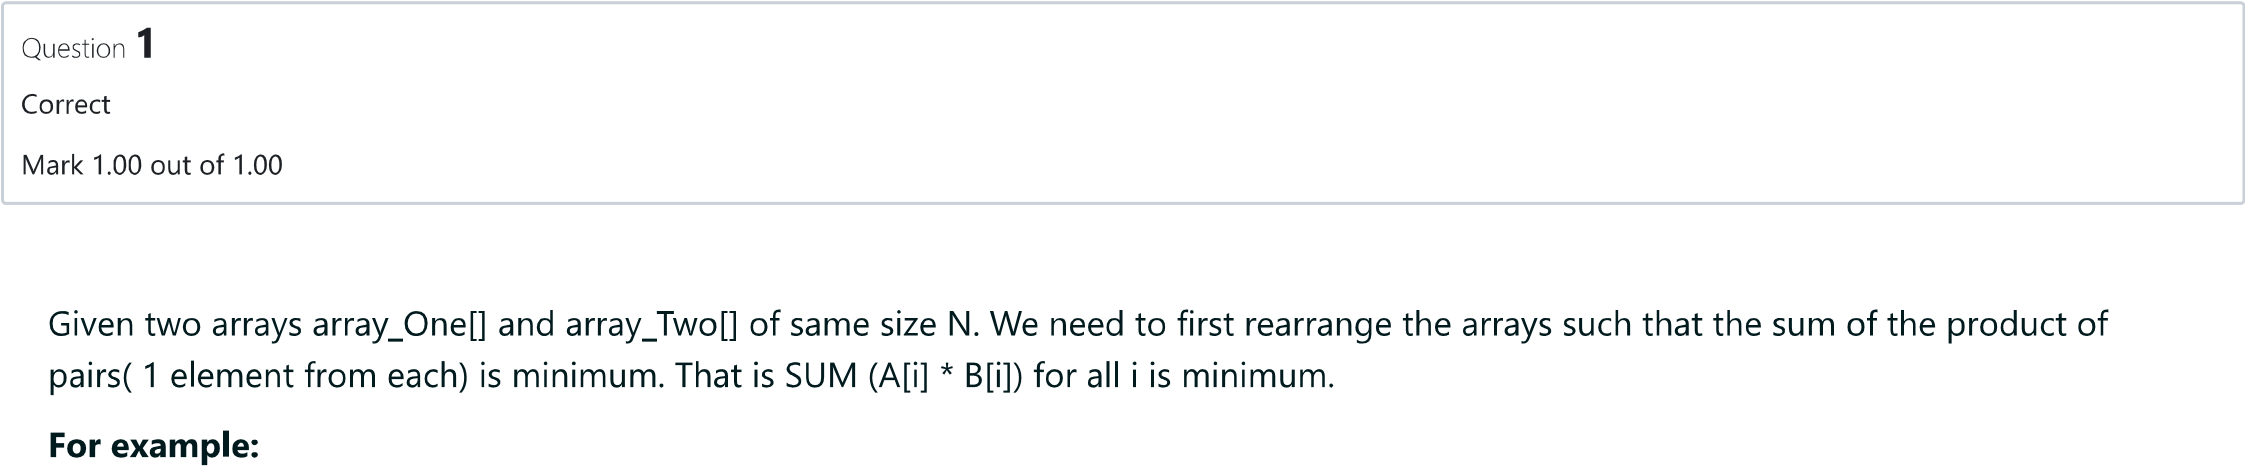 Question 1
Correct
Mark 1.00 out of 1.00
Given two arrays array_One[] and array_Two[] of same size N. We need to first rearrange the arrays such that the sum of the product of
pairs( 1 element from each) is minimum. That is SUM (A[i] * B[i]) for all i is minimum.
For example: